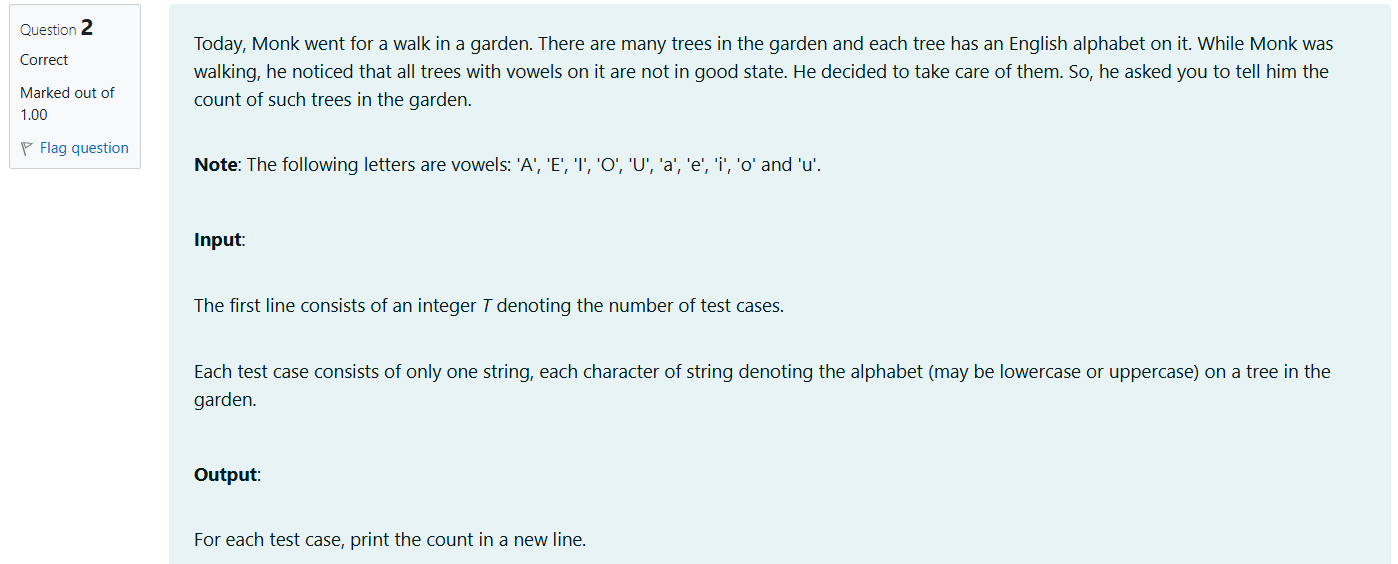 Question 2
Correct
Marked out of
1.00
Flag question
Today, Monk went for a walk in a garden. There are many trees in the garden and each tree has an English alphabet on it. While Monk was
walking, he noticed that all trees with vowels on it are not in good state. He decided to take care of them. So, he asked you to tell him the
count of such trees in the garden.
Note: The following letters are vowels: 'A', 'E', 'I', 'O', 'U', 'a', 'e', 'i', 'o' and 'u'.
Input:
The first line consists of an integer T denoting the number of test cases.
Each test case consists of only one string, each character of string denoting the alphabet (may be lowercase or uppercase) on a tree in the
garden.
Output:
For each test case, print the count in a new line.